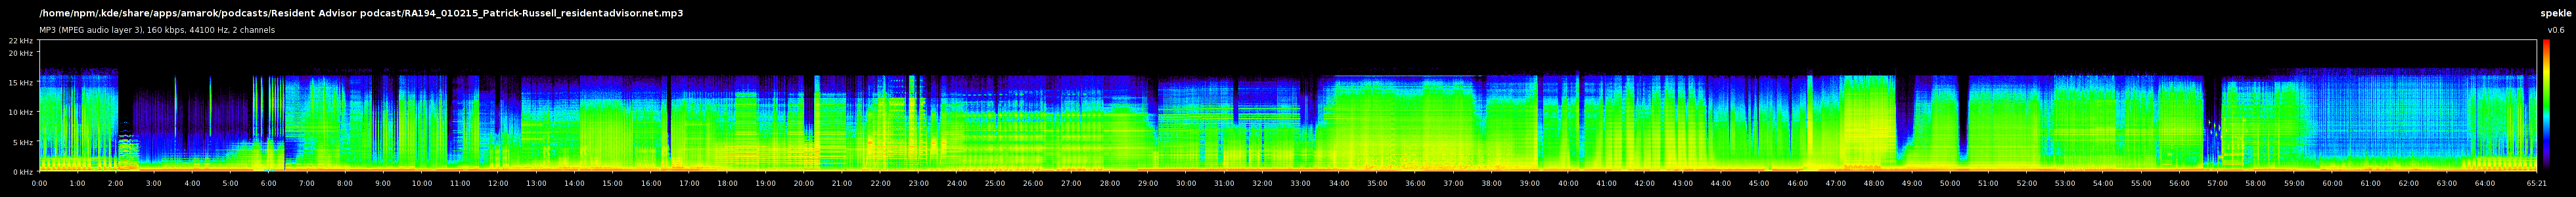 /home/npm/.kde/share/apps/amarok/podcasts/Resident Advisor podcast/RA194_010215_Patrick-Russell_residentadvisor.net.mp3 spekle
MP3 (MPEG audio layer 3), 160 kbps, 44100 Hz, 2 channels v0.6
22 kHz
20 kHz
15 kHz
10 kHz
5 kHz
0 kHz
0:00 1:00 2:00 3:00 4:00 5:00 6:00 7:00 8:00 9:00 10:00 11:00 12:00 13:00 14:00 15:00 16:00 17:00 18:00 19:00 20:00 21:00 22:00 23:00 24:00 25:00 26:00 27:00 28:00 29:00 30:00 31:00 32:00 33:00 34:00 35:00 36:00 37:00 38:00 39:00 40:00 41:00 42:00 43:00 44:00 45:00 46:00 47:00 48:00 49:00 50:00 51:00 52:00 53:00 54:00 55:00 56:00 57:00 58:00 59:00 60:00 61:00 62:00 63:00 64:00 65:21